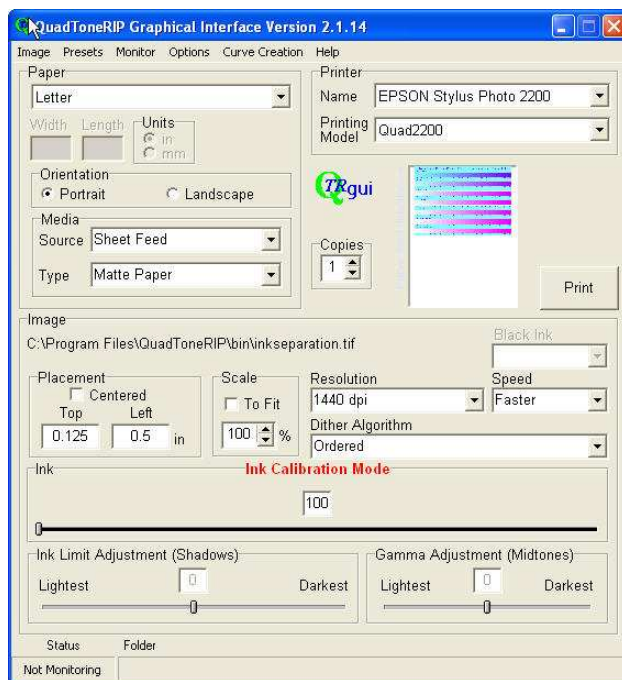 QuadToneRIP Graphical Interface Version 2.1.14
Image Presets Monitor Options Curve Creation Help
Paper
Letter
Width Length Units
in
mm
Orientation
Portrait Landscape
Media
Source Sheet Feed
Type Matte Paper
Printer
Name EPSON Stylus Photo 2200
Printing Model Quad2200
QTRgui
Copies
1
Print
Image
C:\Program Files\QuadToneRIP\bin\inkseparation.tif
Black Ink
Placement
Centered
Top Left
0.125 0.5 in
Scale
To Fit
100 %
Resolution
1440 dpi
Speed
Faster
Dither Algorithm
Ordered
Ink
Ink Calibration Mode
100
Ink Limit Adjustment (Shadows)
Lightest 0 Darkest
Gamma Adjustment (Midtones)
Lightest 0 Darkest
Status Folder
Not Monitoring